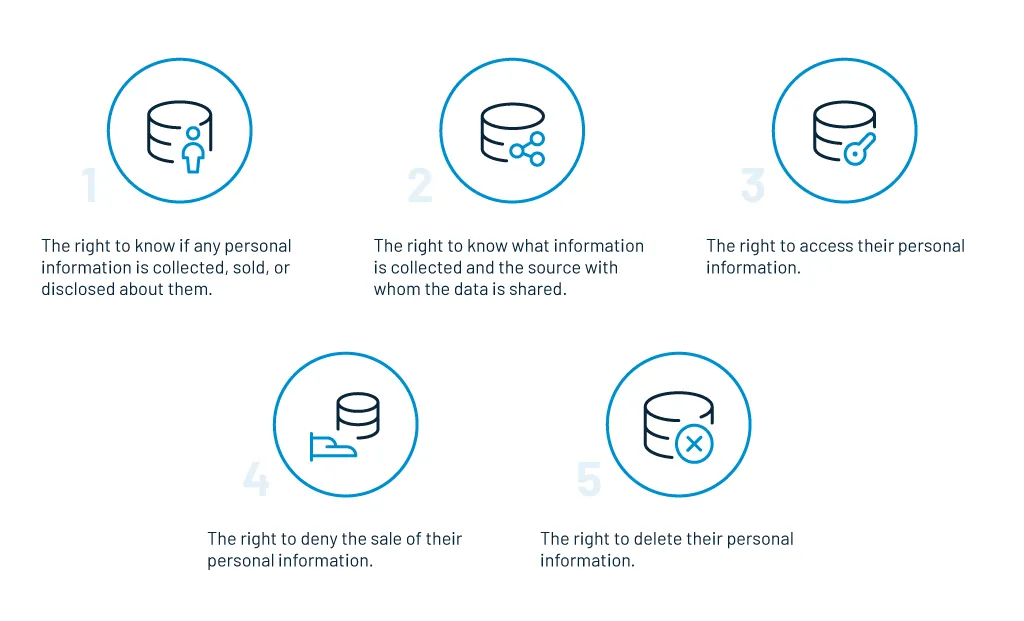 1
The right to know if any personal
information is collected, sold, or
disclosed about them.
2
The right to know what information
is collected and the source with
whom the data is shared.
3
The right to access their personal
information.
4
The right to deny the sale of their
personal information.
5
The right to delete their personal
information.